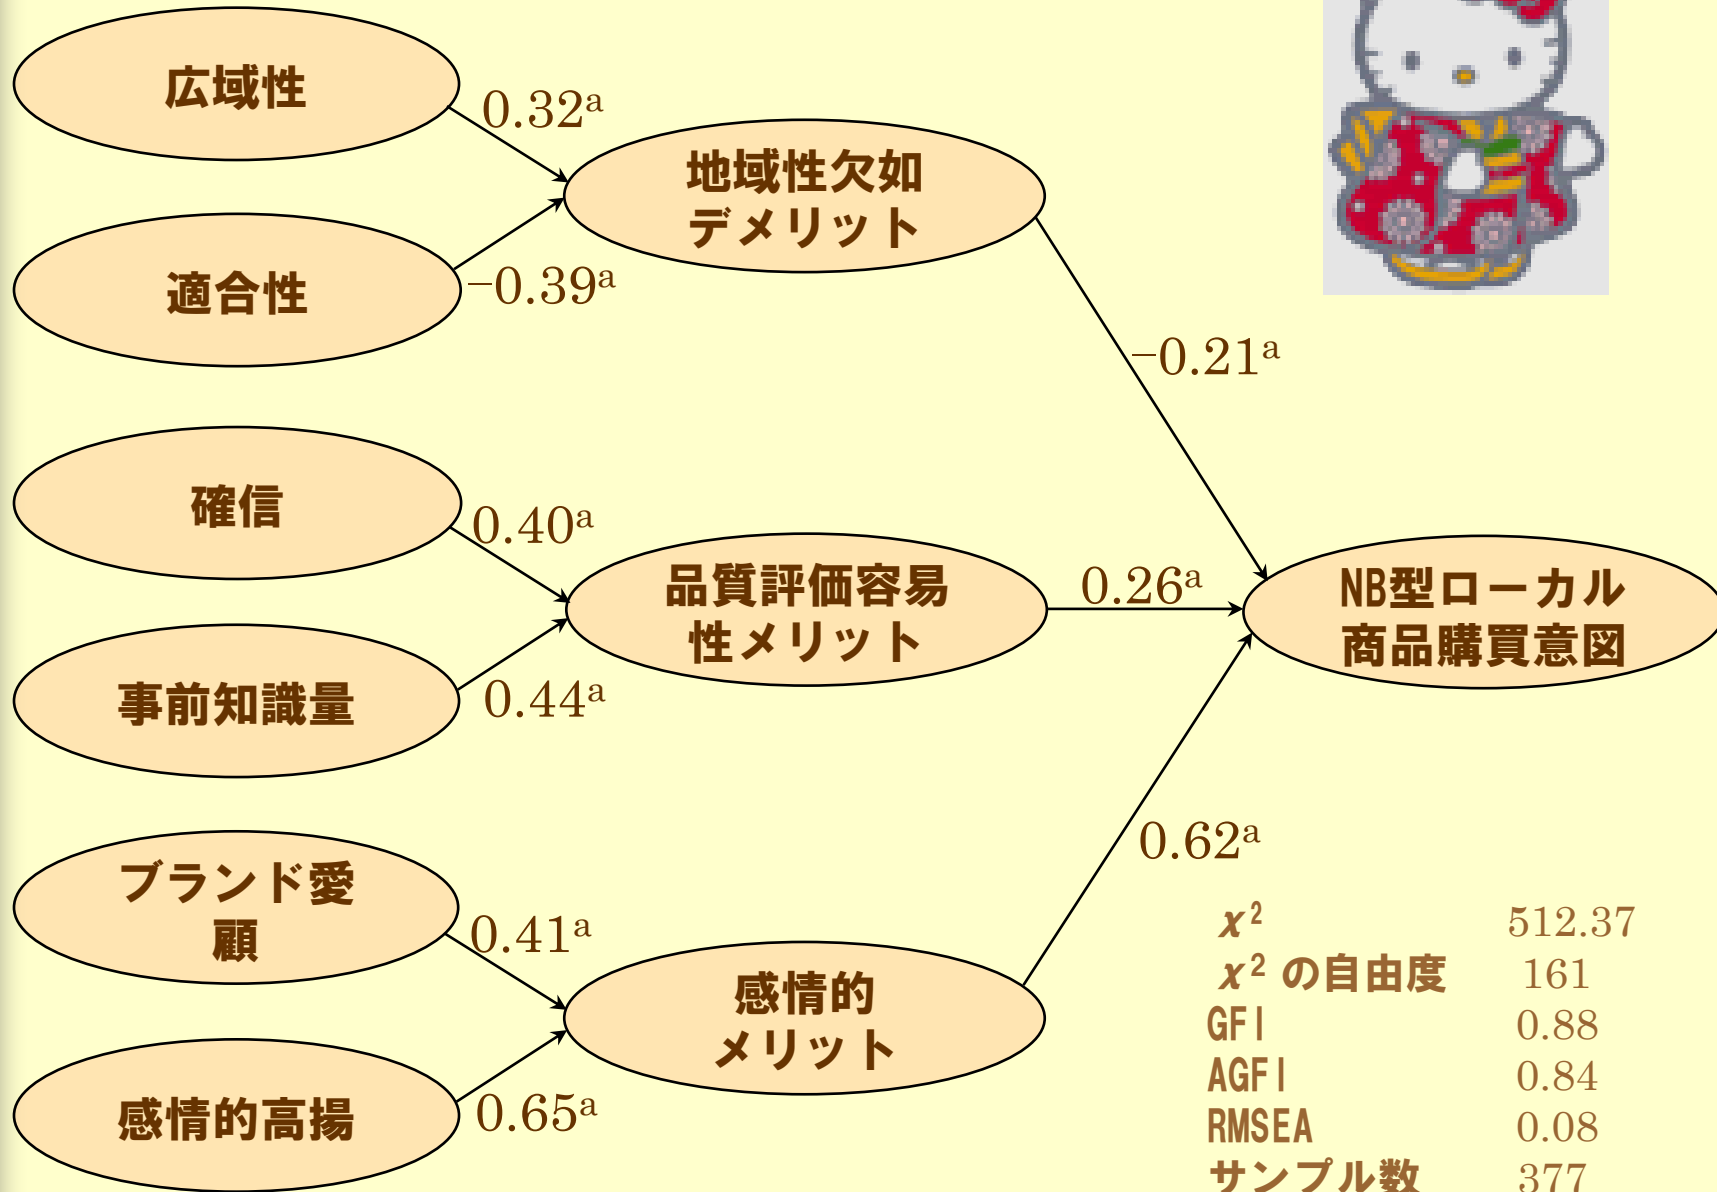 広域性
0.32a
地域性欠如
デメリット
適合性
−0.39a
−0.21a
確信
0.40a
品質評価容易
性メリット
0.26a
NB型ローカル
商品購買意図
事前知識量
0.44a
ブランド愛
顧
0.41a
0.62a
感情的
メリット
感情的高揚
0.65a
χ² 512.37
χ² の自由度 161
GFI 0.88
AGFI 0.84
RMSEA 0.08
サンプル数 377